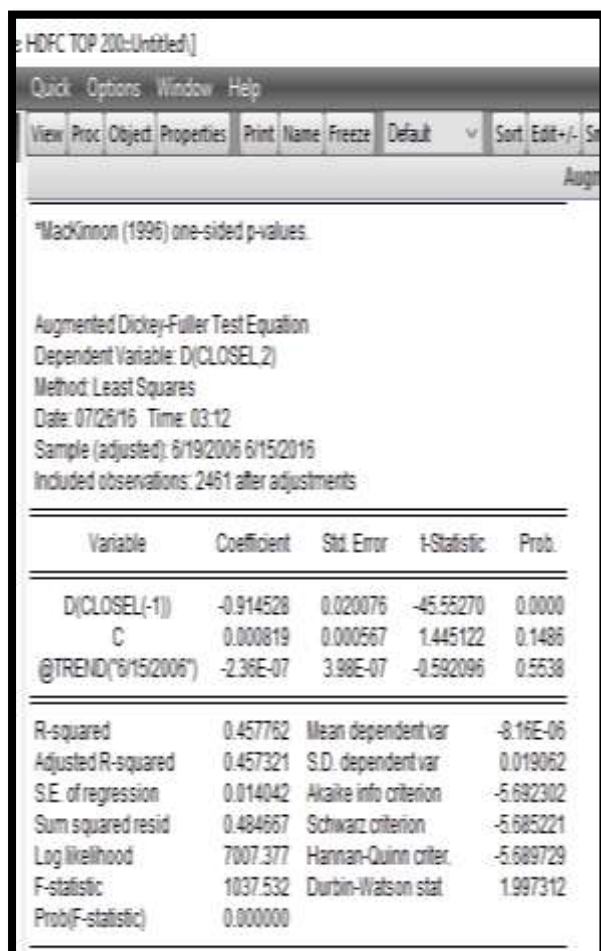 e HDFC TOP 200::Untitled\]
Quick Options Window Help
View Proc Object Properties Print Name Freeze Default Sort Edit+/- Sm
Augm
*MacKinnon (1996) one-sided p-values.
Augmented Dickey-Fuller Test Equation
Dependent Variable: D(CLOSEL,2)
Method: Least Squares
Date: 07/26/16 Time: 03:12
Sample (adjusted): 6/19/2006 6/15/2016
Included observations: 2461 after adjustments
Variable Coefficient Std. Error t-Statistic Prob.
D(CLOSEL(-1)) -0.914528 0.020076 -45.55270 0.0000
C 0.000819 0.000567 1.445122 0.1486
@TREND("6/15/2006") -2.36E-07 3.98E-07 -0.592096 0.5538
R-squared 0.457762 Mean dependent var -8.16E-06
Adjusted R-squared 0.457321 S.D. dependent var 0.019062
S.E. of regression 0.014042 Akaike info criterion -5.692302
Sum squared resid 0.484667 Schwarz criterion -5.685221
Log likelihood 7007.377 Hannan-Quinn criter. -5.689729
F-statistic 1037.532 Durbin-Watson stat 1.997312
Prob(F-statistic) 0.000000